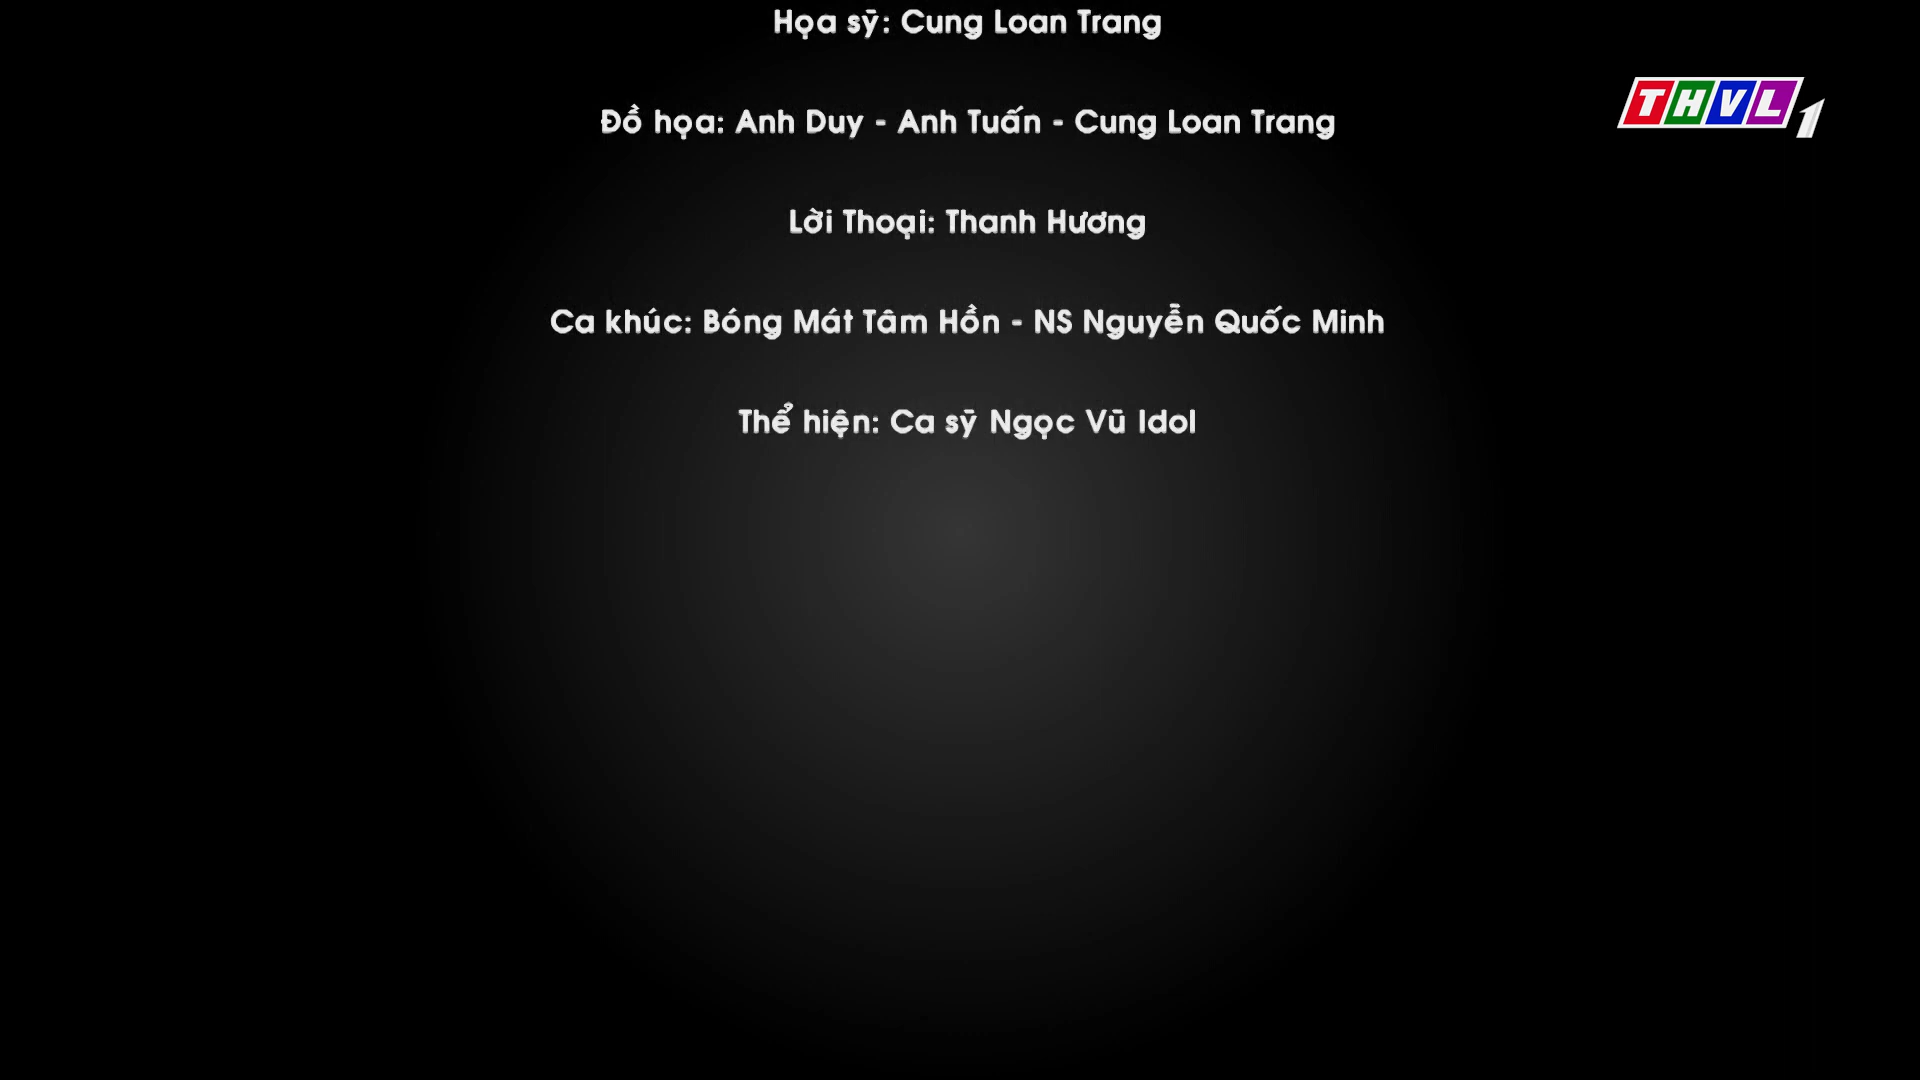 Họa sỹ: Cung Loan Trang
THVL1
Đồ họa: Anh Duy - Anh Tuấn - Cung Loan Trang
Lời Thoại: Thanh Hương
Ca khúc: Bóng Mát Tâm Hồn - NS Nguyễn Quốc Minh
Thể hiện: Ca sỹ Ngọc Vũ Idol